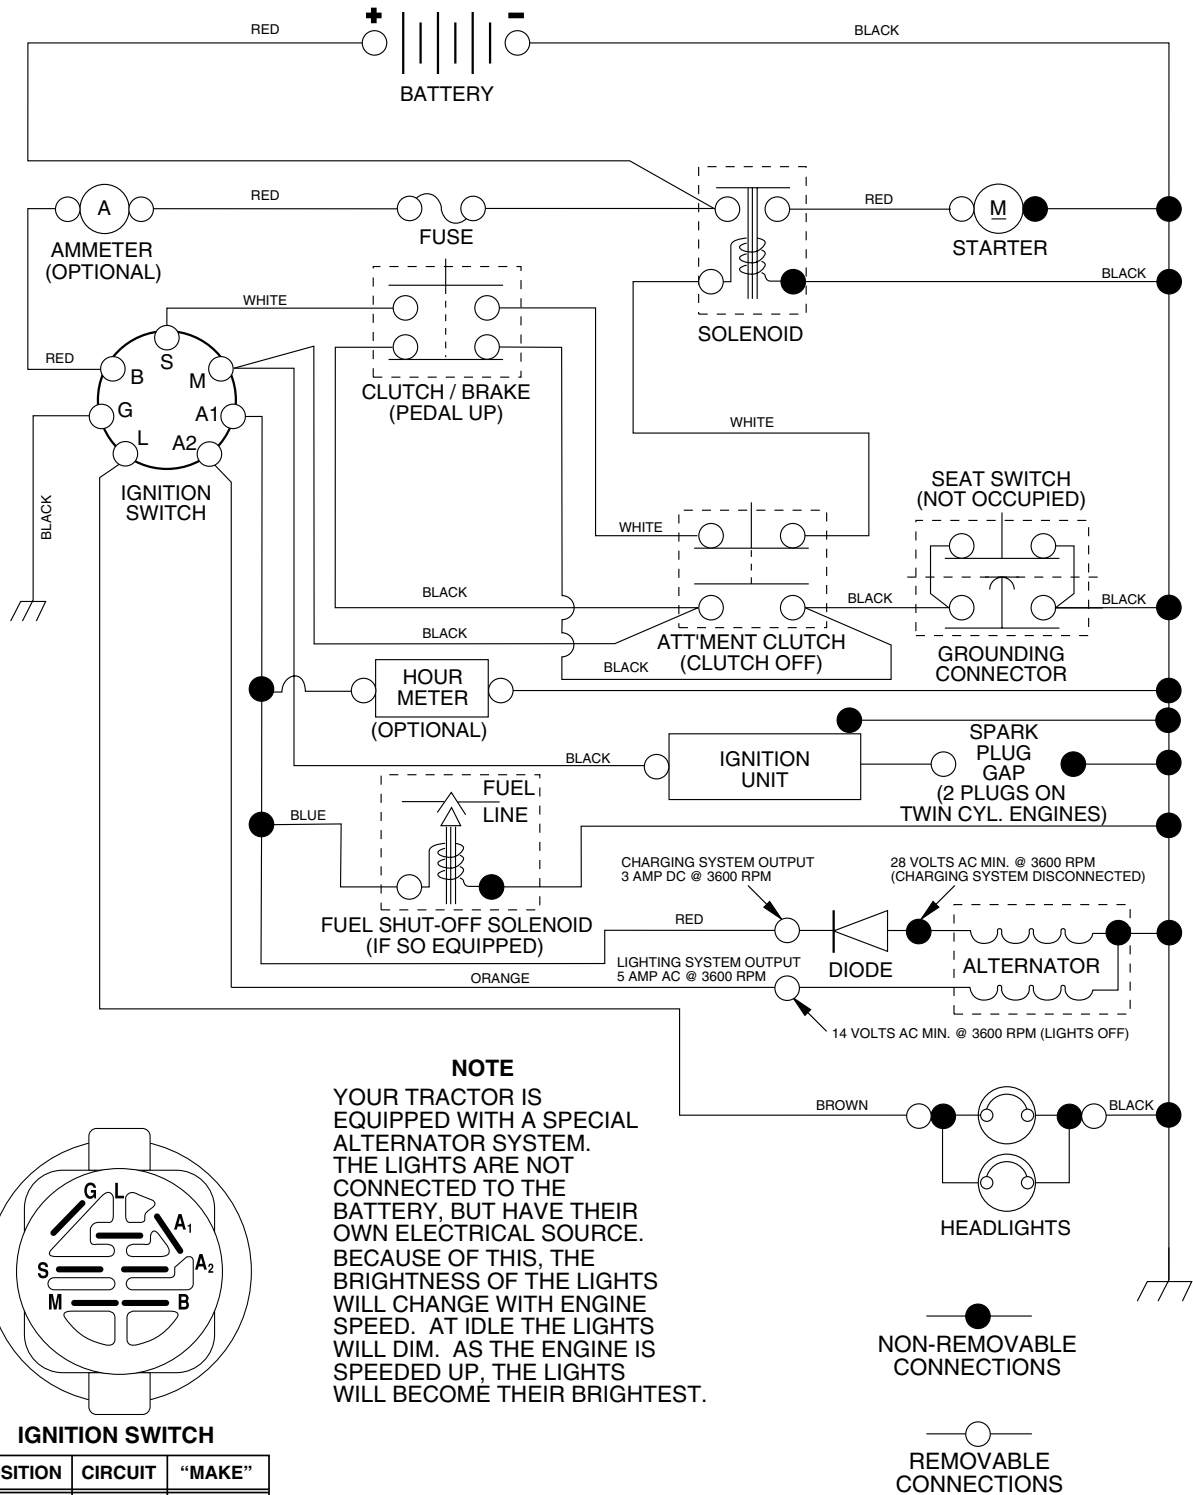 + −
RED
BLACK
BATTERY
RED
A
AMMETER
(OPTIONAL)
FUSE
RED
M
STARTER
BLACK
SOLENOID
WHITE
RED
S
B
M
G
A1
L
A2
IGNITION
SWITCH
BLACK
CLUTCH / BRAKE
(PEDAL UP)
WHITE
SEAT SWITCH
(NOT OCCUPIED)
WHITE
BLACK
BLACK
BLACK
BLACK
BLACK
ATT'MENT CLUTCH
(CLUTCH OFF)
GROUNDING
CONNECTOR
HOUR
METER
(OPTIONAL)
BLACK
IGNITION
UNIT
SPARK
PLUG
GAP
(2 PLUGS ON
TWIN CYL. ENGINES)
FUEL
LINE
BLUE
FUEL SHUT-OFF SOLENOID
(IF SO EQUIPPED)
CHARGING SYSTEM OUTPUT
3 AMP DC @ 3600 RPM
28 VOLTS AC MIN. @ 3600 RPM
(CHARGING SYSTEM DISCONNECTED)
RED
LIGHTING SYSTEM OUTPUT
5 AMP AC @ 3600 RPM
DIODE
ALTERNATOR
ORANGE
14 VOLTS AC MIN. @ 3600 RPM (LIGHTS OFF)
NOTE
YOUR TRACTOR IS
EQUIPPED WITH A SPECIAL
ALTERNATOR SYSTEM.
THE LIGHTS ARE NOT
CONNECTED TO THE
BATTERY, BUT HAVE THEIR
OWN ELECTRICAL SOURCE.
BECAUSE OF THIS, THE
BRIGHTNESS OF THE LIGHTS
WILL CHANGE WITH ENGINE
SPEED. AT IDLE THE LIGHTS
WILL DIM. AS THE ENGINE IS
SPEEDED UP, THE LIGHTS
WILL BECOME THEIR BRIGHTEST.
BROWN
BLACK
HEADLIGHTS
G L
A1
S
A2
M
B
IGNITION SWITCH
SITION CIRCUIT “MAKE”
NON-REMOVABLE
CONNECTIONS
REMOVABLE
CONNECTIONS